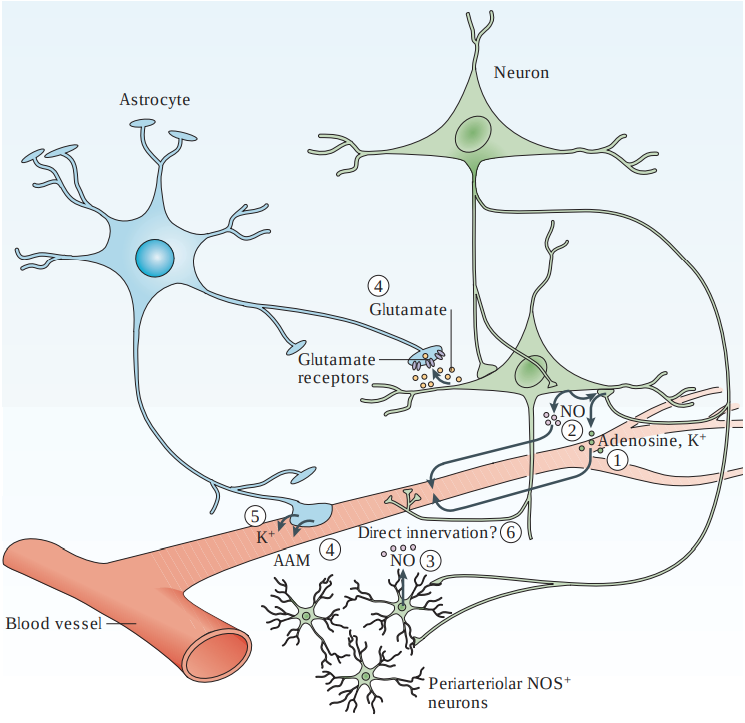 Neuron
Astrocyte
④
Glutamate
Glutamate
receptors
NO
②
Adenosine, K⁺
①
⑤
K⁺
④
AAM
Direct innervation? ⑥
NO ③
Blood vessel
Periarteriolar NOS⁺
neurons